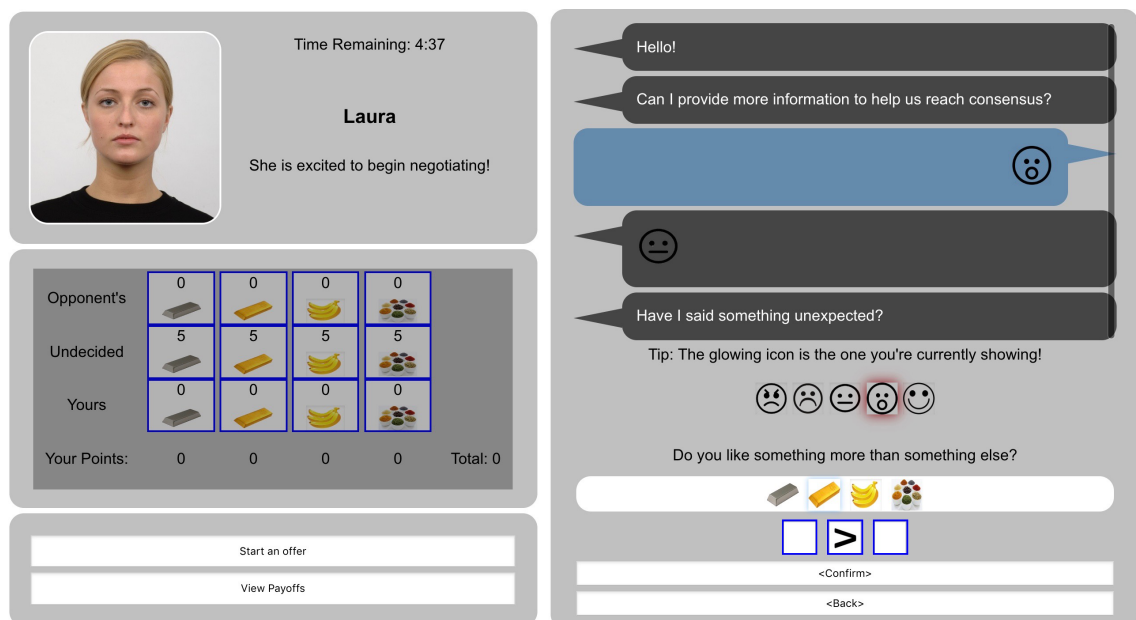 Time Remaining: 4:37
Laura
She is excited to begin negotiating!
Opponent's 0 0 0 0
Undecided 5 5 5 5
Yours 0 0 0 0
Your Points: 0 0 0 0 Total: 0
Start an offer
View Payoffs
Hello!
Can I provide more information to help us reach consensus?
Have I said something unexpected?
Tip: The glowing icon is the one you're currently showing!
Do you like something more than something else?
>
<Confirm>
<Back>